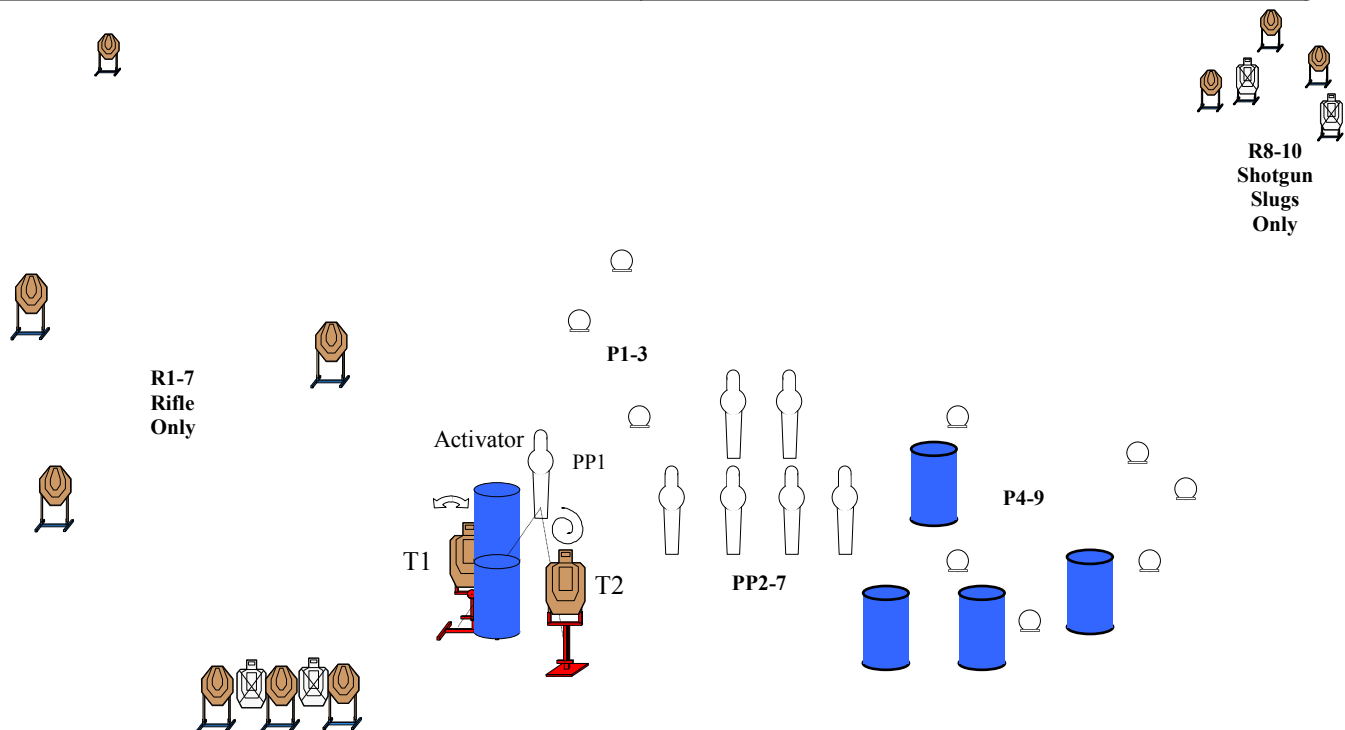 R8-10
Shotgun
Slugs
Only
P1-3
R1-7
Rifle
Only
Activator
PP1
P4-9
T1
T2
PP2-7